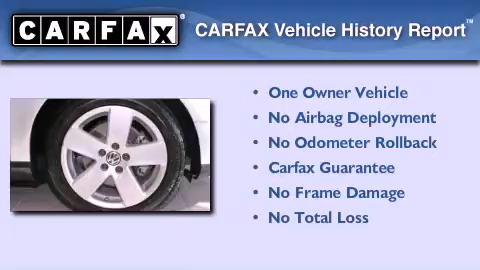 CARFAX®
CARFAX Vehicle History Report™
• One Owner Vehicle
• No Airbag Deployment
• No Odometer Rollback
• Carfax Guarantee
• No Frame Damage
• No Total Loss